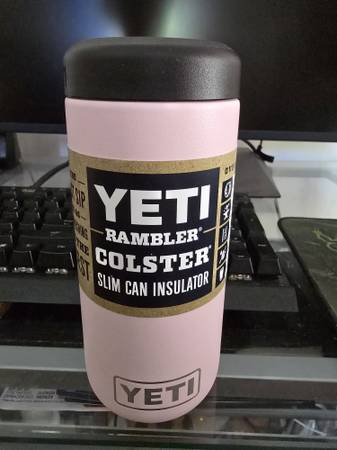 YETI
RAMBLER®
COLSTER®
SLIM CAN INSULATOR
YETI